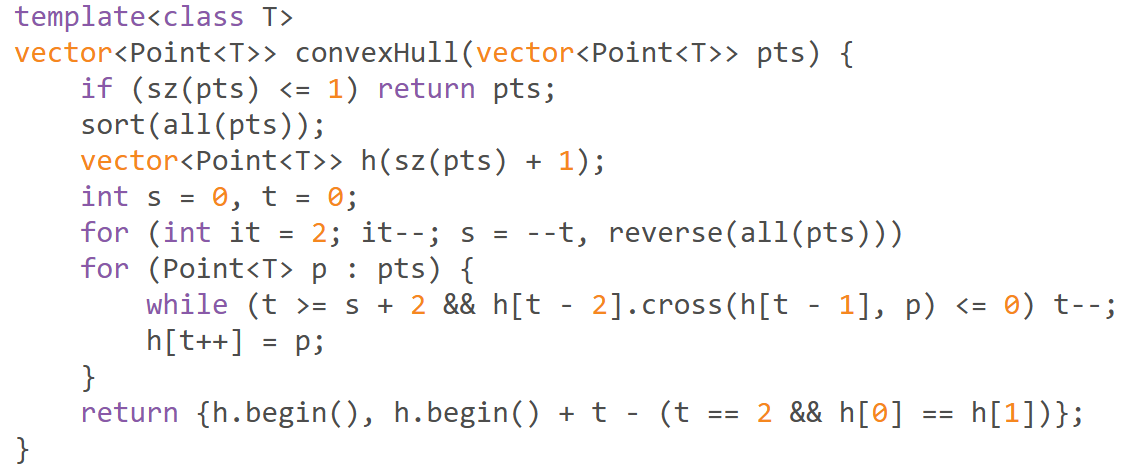 template<class T>
vector<Point<T>> convexHull(vector<Point<T>> pts) {
    if (sz(pts) <= 1) return pts;
    sort(all(pts));
    vector<Point<T>> h(sz(pts) + 1);
    int s = 0, t = 0;
    for (int it = 2; it--; s = --t, reverse(all(pts)))
    for (Point<T> p : pts) {
        while (t >= s + 2 && h[t - 2].cross(h[t - 1], p) <= 0) t--;
        h[t++] = p;
    }
    return {h.begin(), h.begin() + t - (t == 2 && h[0] == h[1])};
}